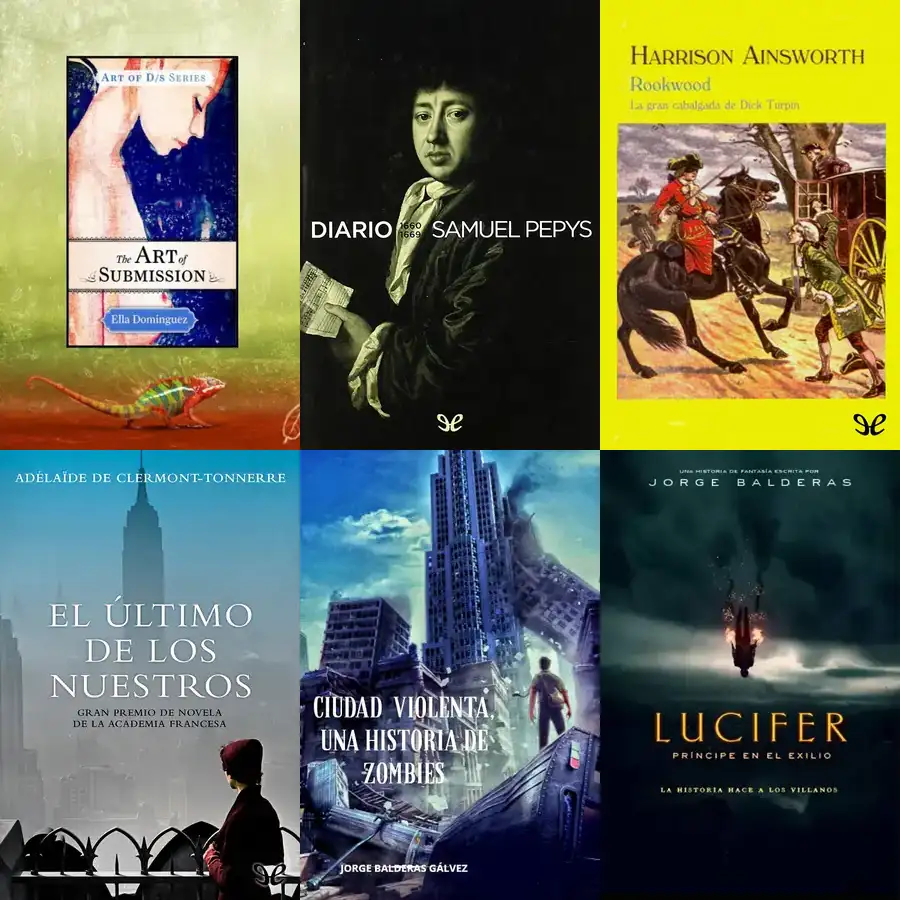 ART OF D/S SERIES
The ART of
SUBMISSION
Ella Dominguez
DIARIO 1660 1669 SAMUEL PEPYS
HARRISON AINSWORTH
Rookwood
La gran cabalgada de Dick Turpin
ADÉLAÏDE DE CLERMONT-TONNERRE
EL ÚLTIMO
DE LOS
NUESTROS
GRAN PREMIO DE NOVELA
DE LA ACADEMIA FRANCESA
CIUDAD VIOLENTA,
UNA HISTORIA DE
ZOMBIES
JORGE BALDERAS GÁLVEZ
UNA HISTORIA DE FANTASÍA ESCRITA POR
JORGE BALDERAS
LUCIFER
PRÍNCIPE EN EL EXILIO
LA HISTORIA HACE A LOS VILLANOS